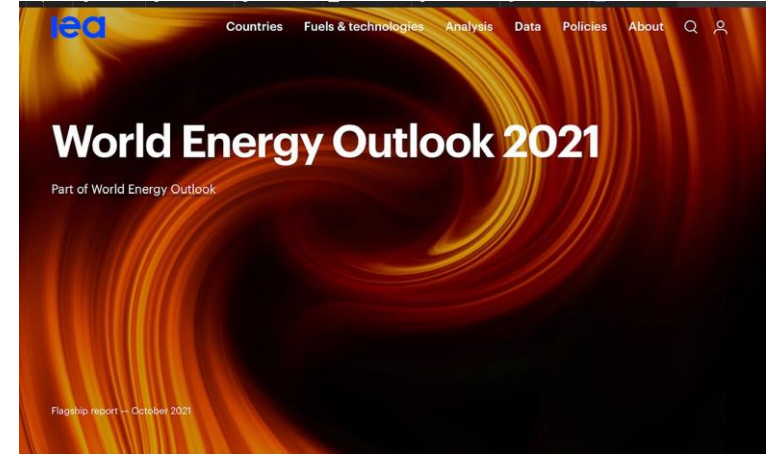 iea
Countries Fuels & technologies Analysis Data Policies About
World Energy Outlook 2021
Part of World Energy Outlook
Flagship report — October 2021